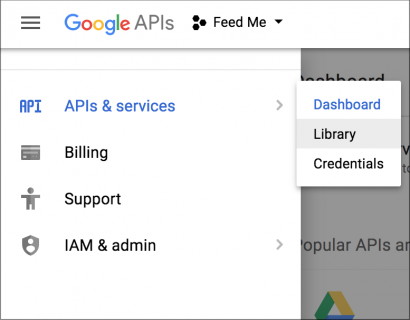 Google APIs
Feed Me
Dashboard
API
APIs & services
Dashboard
Library
Credentials
Billing
Support
IAM & admin
Popular APIs an